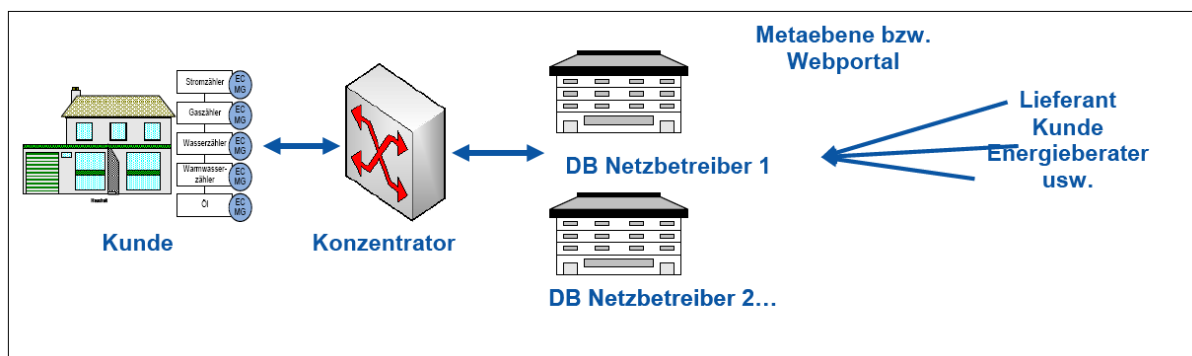 Metaebene bzw.
Webportal
Stromzähler
EC
MG
Gaszähler
EC
MG
Wasserzähler
EC
MG
Warmwasser-
zähler
EC
MG
Öl
EC
MG
Haushalt
Kunde
Konzentrator
DB Netzbetreiber 1
DB Netzbetreiber 2...
Lieferant
Kunde
Energieberater
usw.